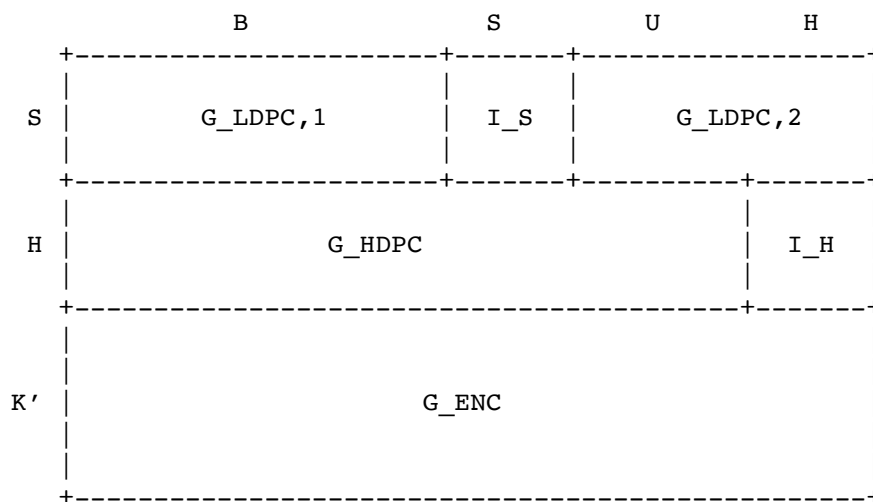 B S U H
S G_LDPC,1 I_S G_LDPC,2
H G_HDPC I_H
K' G_ENC